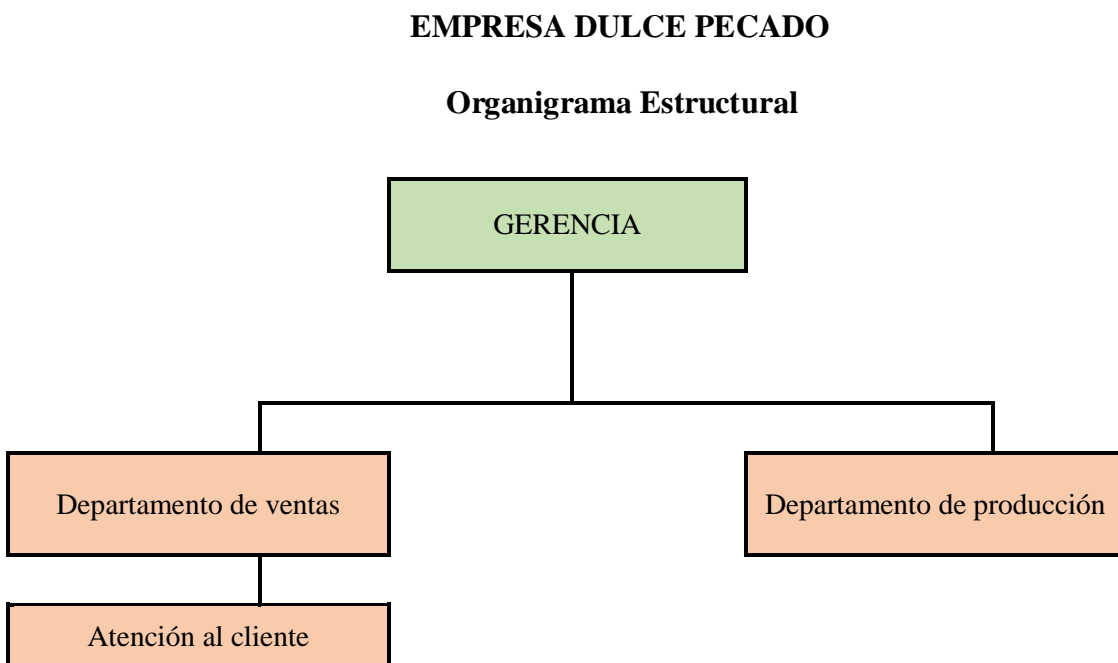 EMPRESA DULCE PECADO
Organigrama Estructural
GERENCIA
Departamento de ventas
Departamento de producción
Atención al cliente